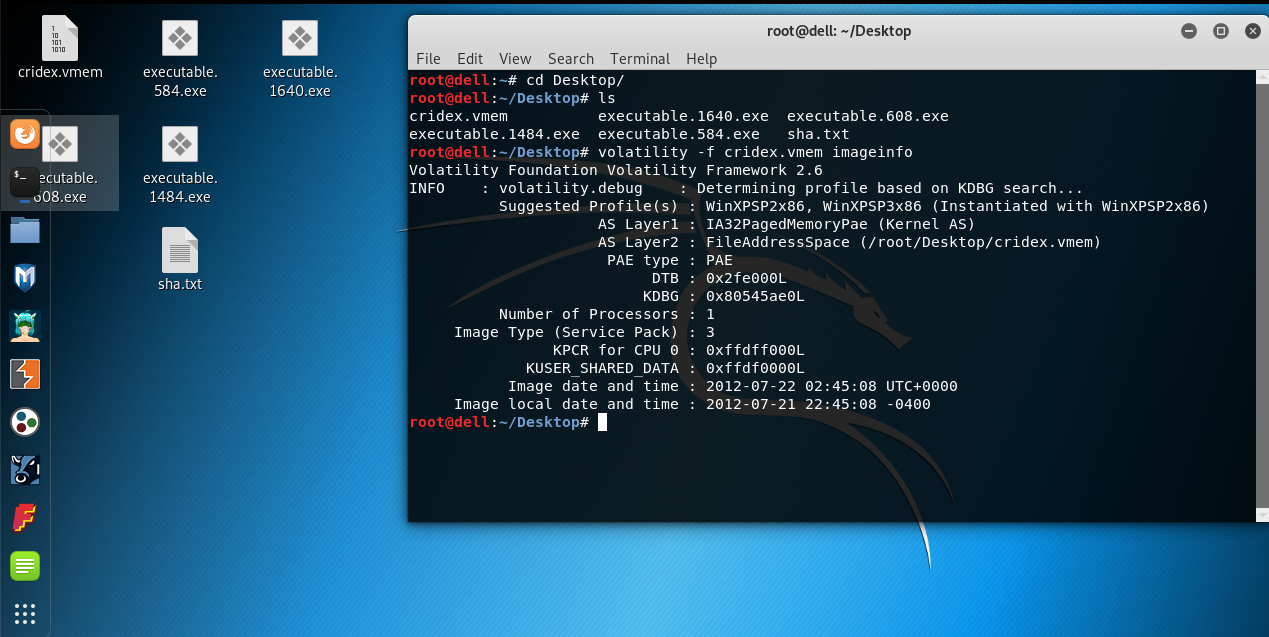 cridex.vmem
executable.
584.exe
executable.
1640.exe
ecutable.
608.exe
executable.
1484.exe
sha.txt
root@dell: ~/Desktop
File Edit View Search Terminal Help
root@dell:~# cd Desktop/
root@dell:~/Desktop# ls
cridex.vmem          executable.1640.exe  executable.608.exe
executable.1484.exe  executable.584.exe   sha.txt
root@dell:~/Desktop# volatility -f cridex.vmem imageinfo
Volatility Foundation Volatility Framework 2.6
INFO    : volatility.debug    : Determining profile based on KDBG search...
          Suggested Profile(s) : WinXPSP2x86, WinXPSP3x86 (Instantiated with WinXPSP2x86)
                     AS Layer1 : IA32PagedMemoryPae (Kernel AS)
                     AS Layer2 : FileAddressSpace (/root/Desktop/cridex.vmem)
                      PAE type : PAE
                           DTB : 0x2fe000L
                          KDBG : 0x80545ae0L
          Number of Processors : 1
     Image Type (Service Pack) : 3
                KPCR for CPU 0 : 0xffdff000L
             KUSER_SHARED_DATA : 0xffdf0000L
           Image date and time : 2012-07-22 02:45:08 UTC+0000
     Image local date and time : 2012-07-21 22:45:08 -0400
root@dell:~/Desktop#